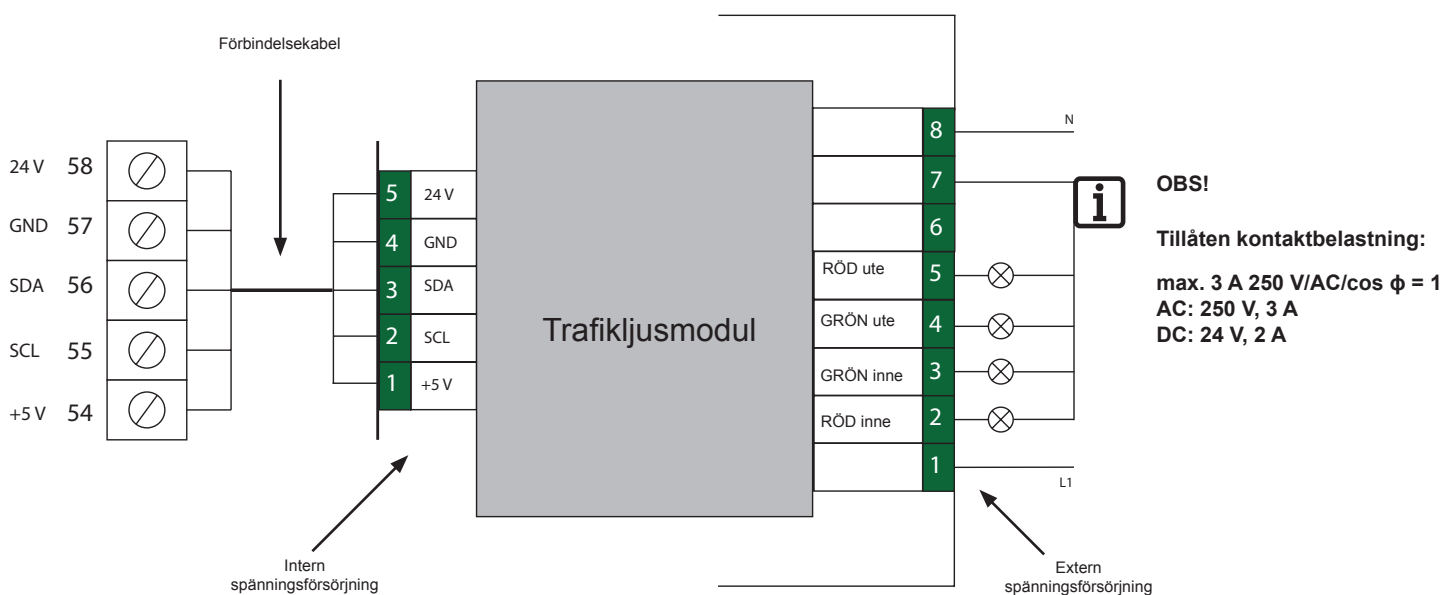 Förbindelsekabel
24 V 58
GND 57
SDA 56
SCL 55
+5 V 54
5 24 V
4 GND
3 SDA
2 SCL
1 +5 V
Intern
spänningsförsörjning
Trafikljusmodul
8 N
7
6
RÖD ute 5
GRÖN ute 4
GRÖN inne 3
RÖD inne 2
1 L1
Extern
spänningsförsörjning
i
OBS!
Tillåten kontaktbelastning:
max. 3 A 250 V/AC/cos ϕ = 1
AC: 250 V, 3 A
DC: 24 V, 2 A